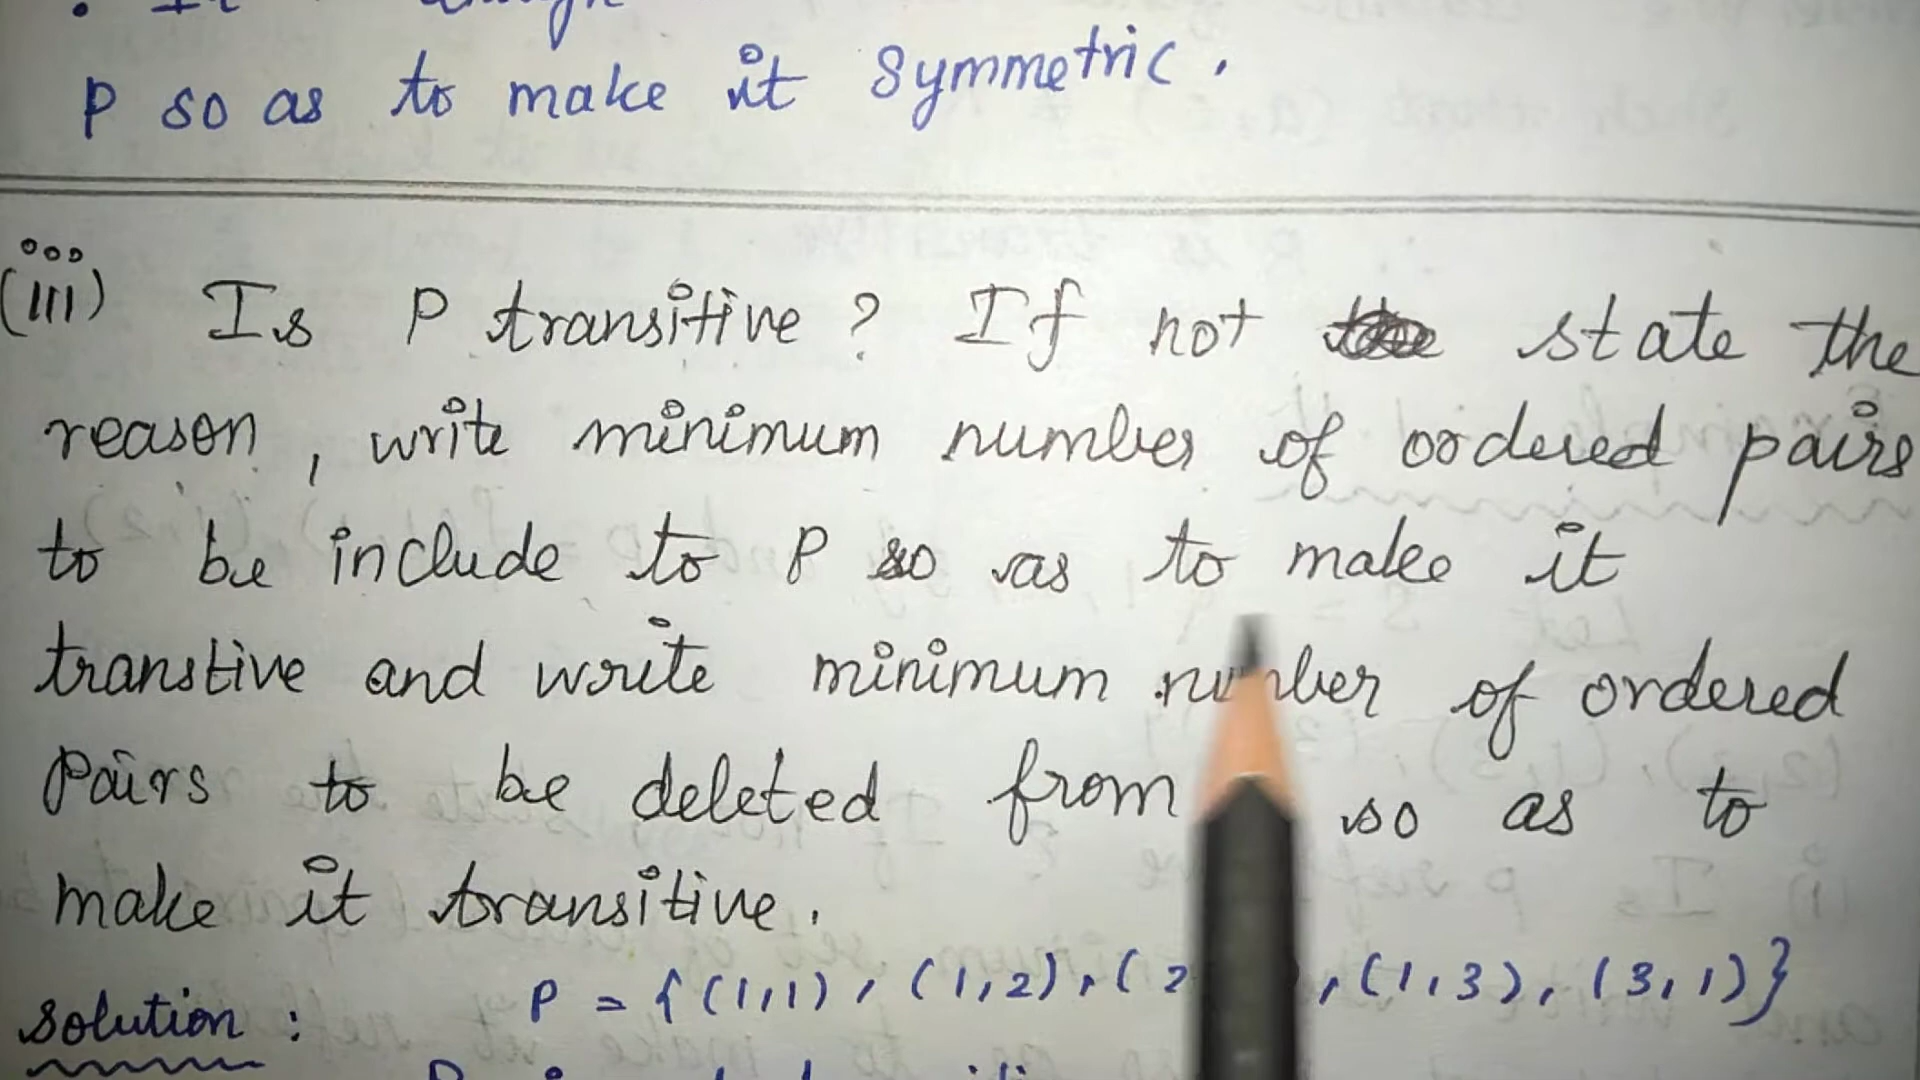 P so as to make it symmetric.
(iii) Is P transitive? If not state the
reason, write minimum number of ordered pairs
to be include to P so as to make it
transtive and write minimum number of ordered
Pairs to be deleted from so as to
make it transitive.
Solution: P = {(1,1), (1,2), (2 , (1,3), (3,1)}